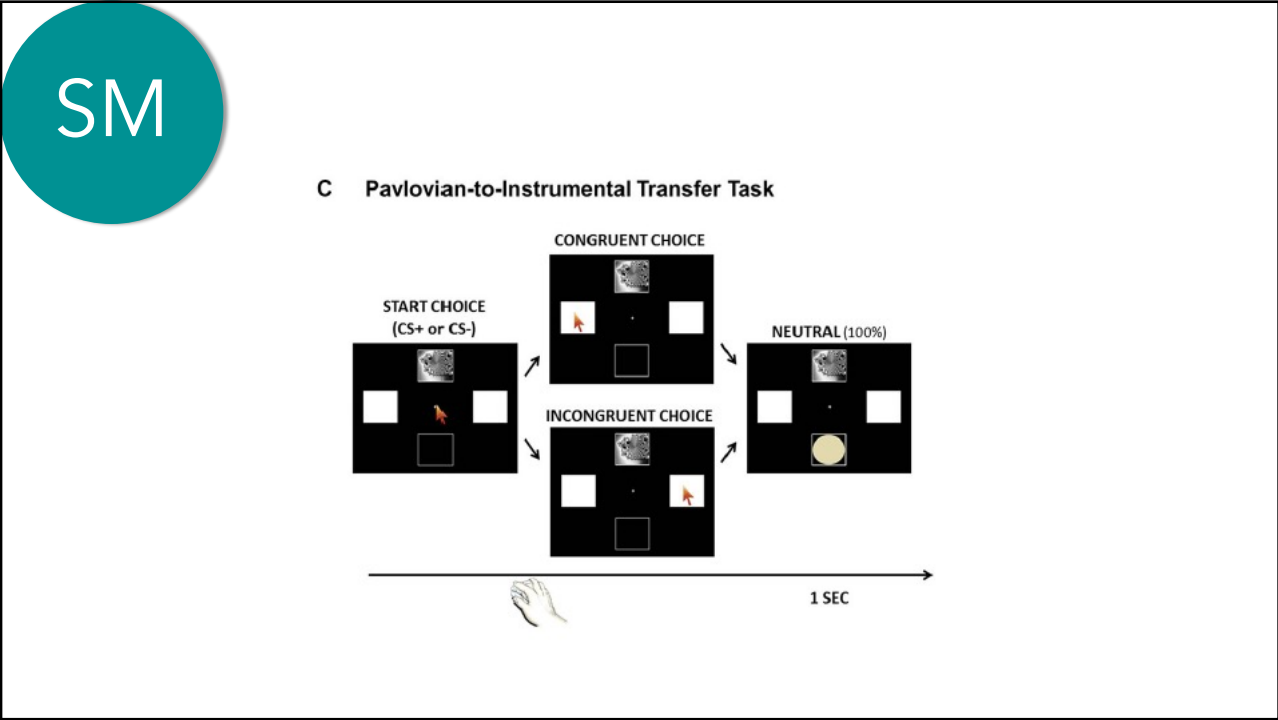 SM
C Pavlovian-to-Instrumental Transfer Task
CONGRUENT CHOICE
START CHOICE
(CS+ or CS-)
NEUTRAL (100%)
INCONGRUENT CHOICE
1 SEC